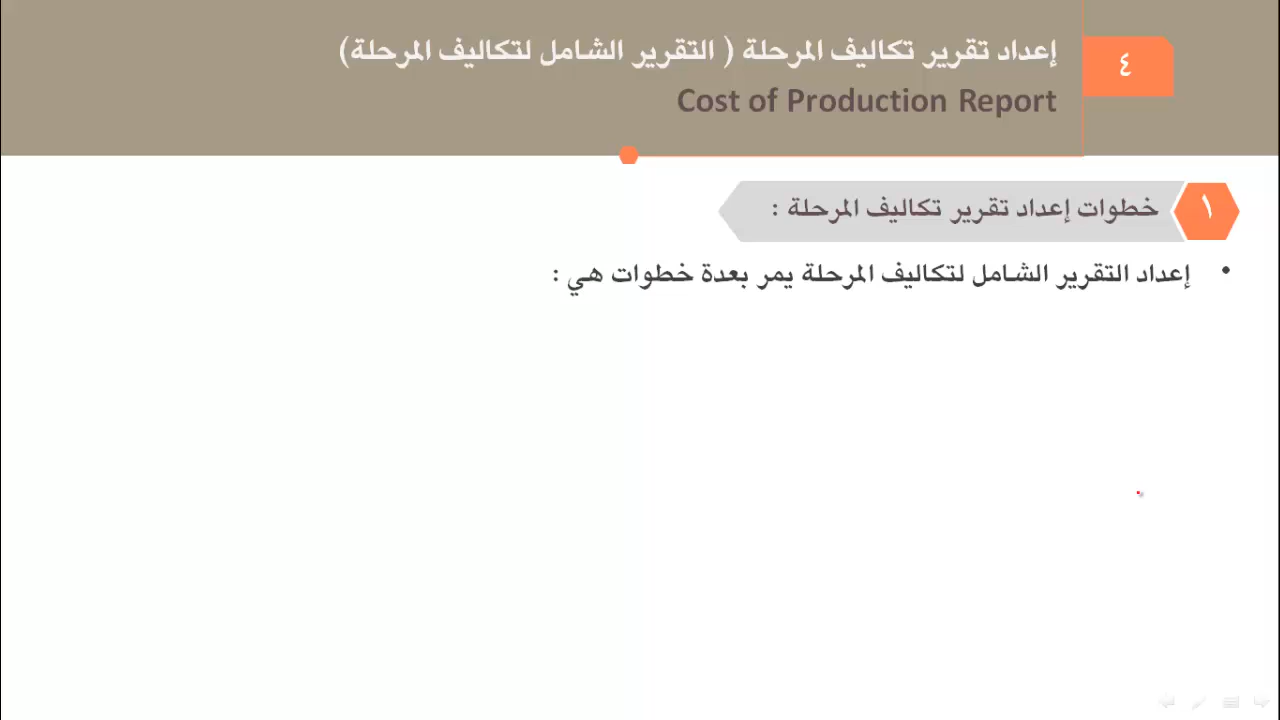 ٤
إعداد تقرير تكاليف المرحلة ( التقرير الشامل لتكاليف المرحلة)
Cost of Production Report
١
خطوات إعداد تقرير تكاليف المرحلة :
• إعداد التقرير الشامل لتكاليف المرحلة يمر بعدة خطوات هي :